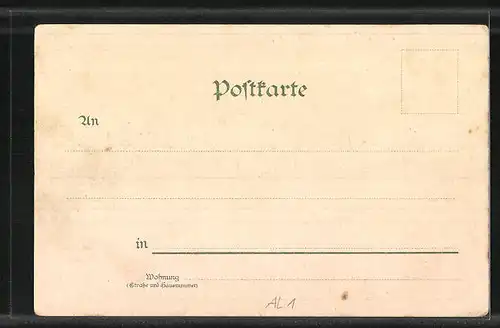 Postkarte
An
in
Wohnung
(Straße und Hausnummer)
AL 1